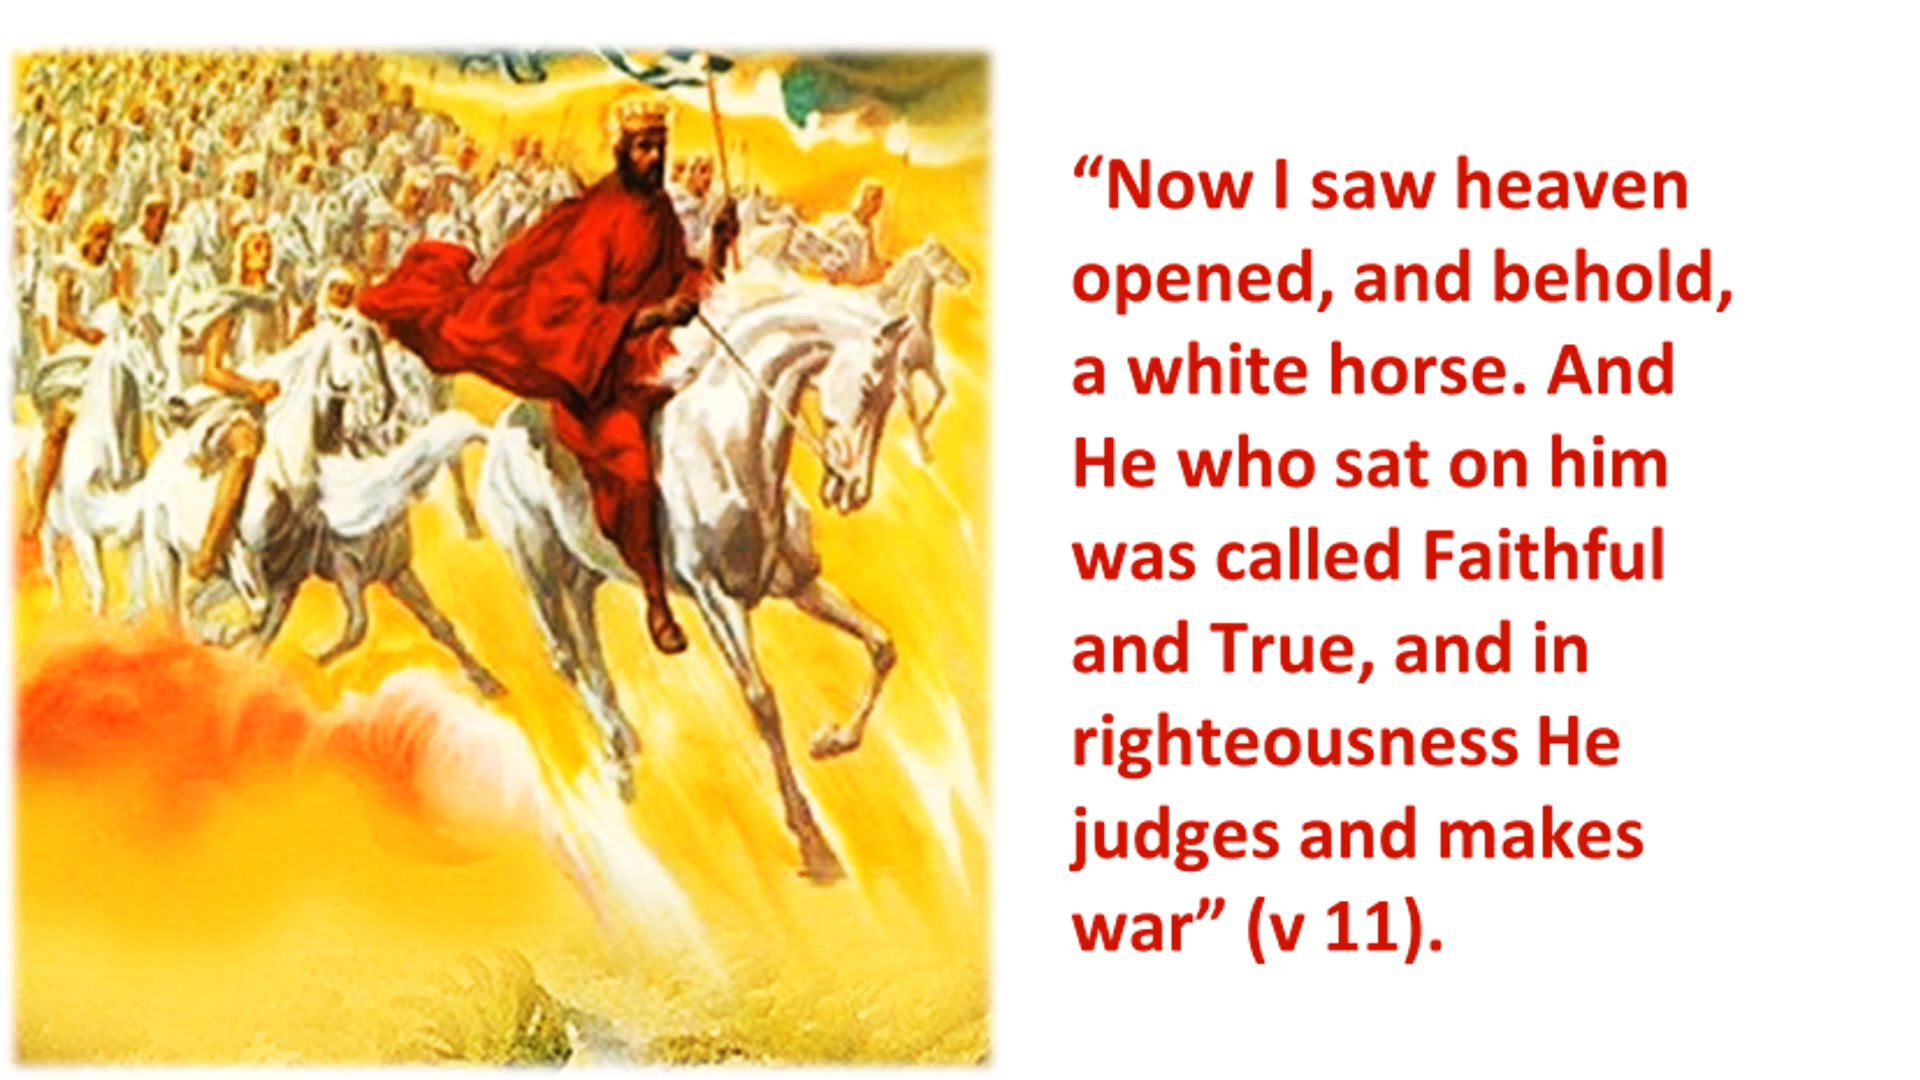 “Now I saw heaven
opened, and behold,
a white horse. And
He who sat on him
was called Faithful
and True, and in
righteousness He
judges and makes
war” (v 11).